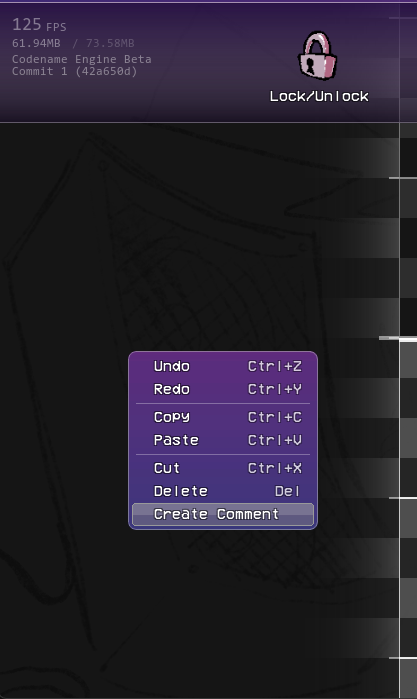 125 FPS
61.94MB / 73.58MB
Codename Engine Beta
Commit 1 (42a650d)
Lock/Unlock
Undo Ctrl+Z
Redo Ctrl+Y
Copy Ctrl+C
Paste Ctrl+V
Cut Ctrl+X
Delete Del
Create Comment